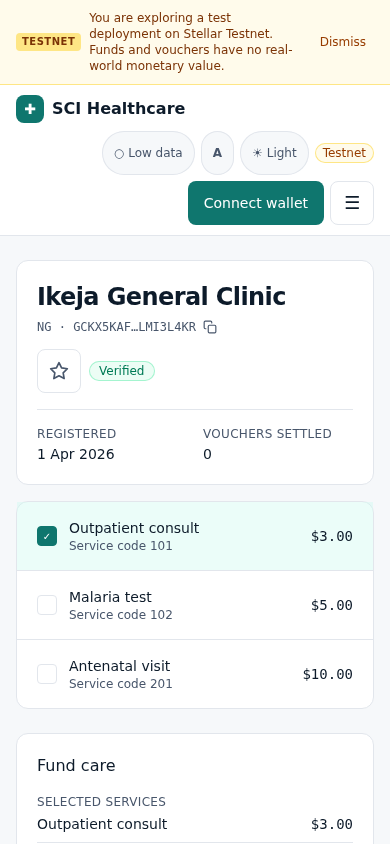 TESTNET
You are exploring a test
deployment on Stellar Testnet.
Funds and vouchers have no real-
world monetary value.
Dismiss
SCI Healthcare
Low data
A
Light
Testnet
Connect wallet
Ikeja General Clinic
NG · GCKX5KAF…LMI3L4KR
Verified
REGISTERED
VOUCHERS SETTLED
1 Apr 2026
0
Outpatient consult
Service code 101
$3.00
Malaria test
Service code 102
$5.00
Antenatal visit
Service code 201
$10.00
Fund care
SELECTED SERVICES
Outpatient consult
$3.00